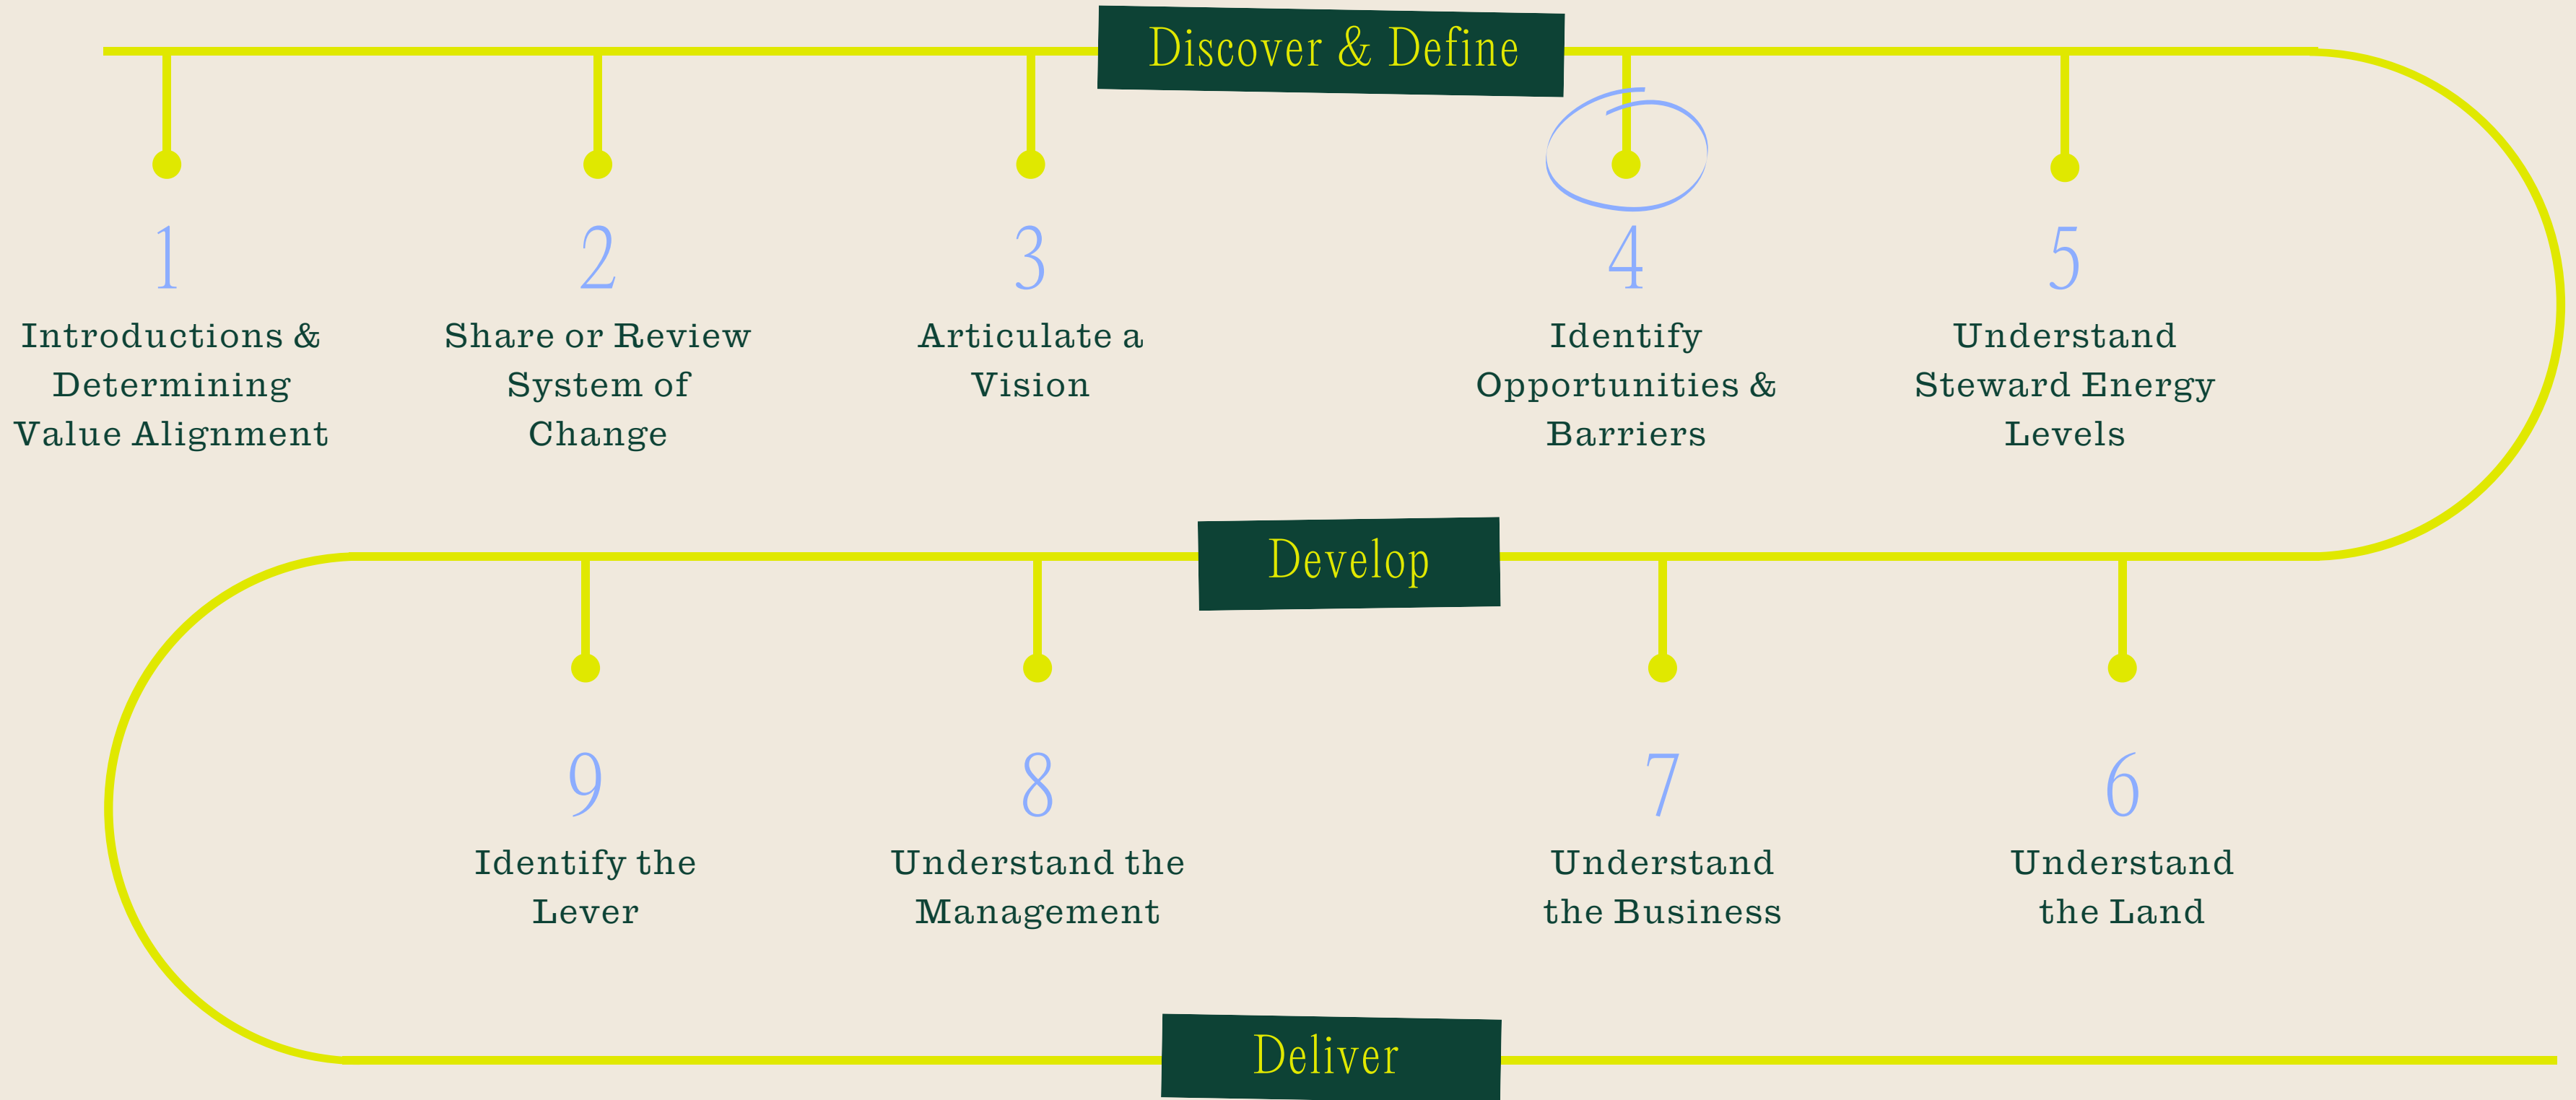 Discover & Define
1
Introductions &
Determining
Value Alignment
2
Share or Review
System of
Change
3
Articulate a
Vision
4
Identify
Opportunities &
Barriers
5
Understand
Steward Energy
Levels
Develop
6
Understand
the Land
7
Understand
the Business
8
Understand the
Management
9
Identify the
Lever
Deliver